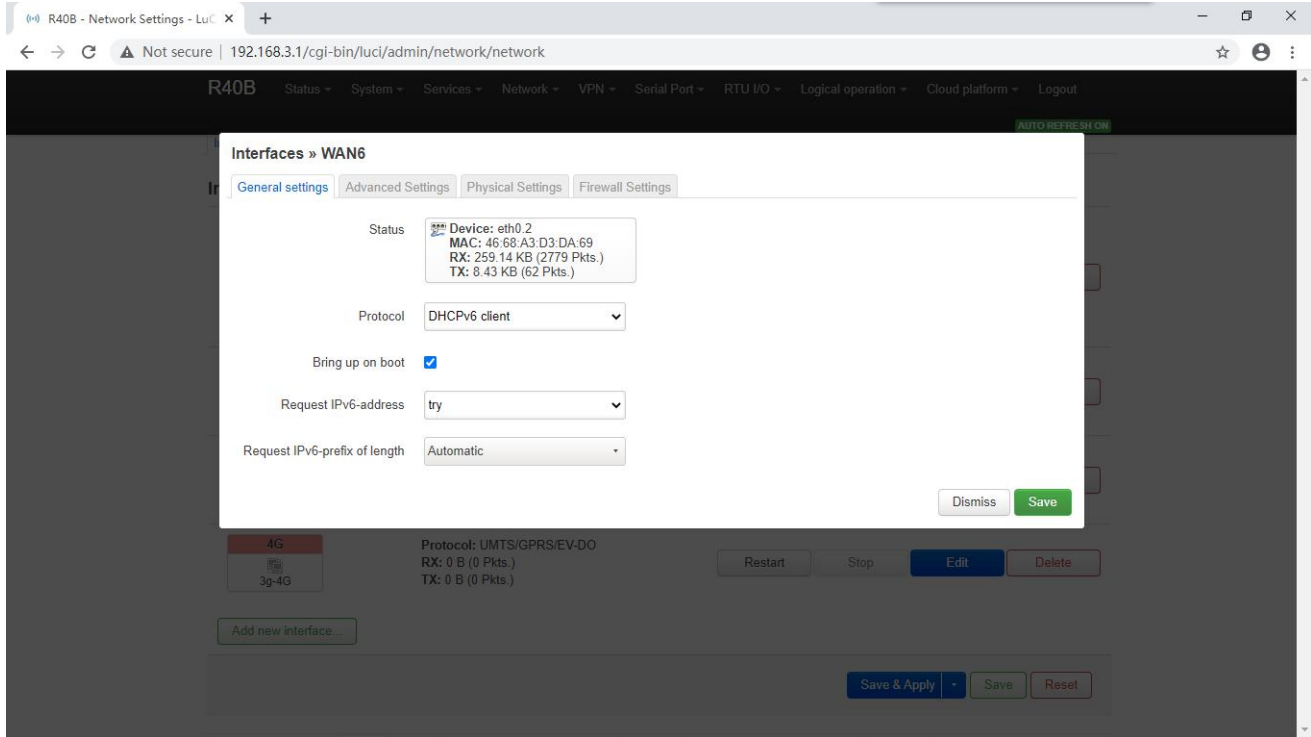 R40B - Network Settings - LuC
Not secure | 192.168.3.1/cgi-bin/luci/admin/network/network
R40B Status System Services Network VPN Serial Port RTU I/O Logical operation Cloud platform Logout
AUTO REFRESH ON
Interfaces » WAN6
General settings Advanced Settings Physical Settings Firewall Settings
Status
Device: eth0.2
MAC: 46:68:A3:D3:DA:69
RX: 259.14 KB (2779 Pkts.)
TX: 8.43 KB (62 Pkts.)
Protocol DHCPv6 client
Bring up on boot
Request IPv6-address try
Request IPv6-prefix of length Automatic
Dismiss Save
4G
3g-4G
Protocol: UMTS/GPRS/EV-DO
RX: 0 B (0 Pkts.)
TX: 0 B (0 Pkts.)
Restart Stop Edit Delete
Add new interface...
Save & Apply Save Reset